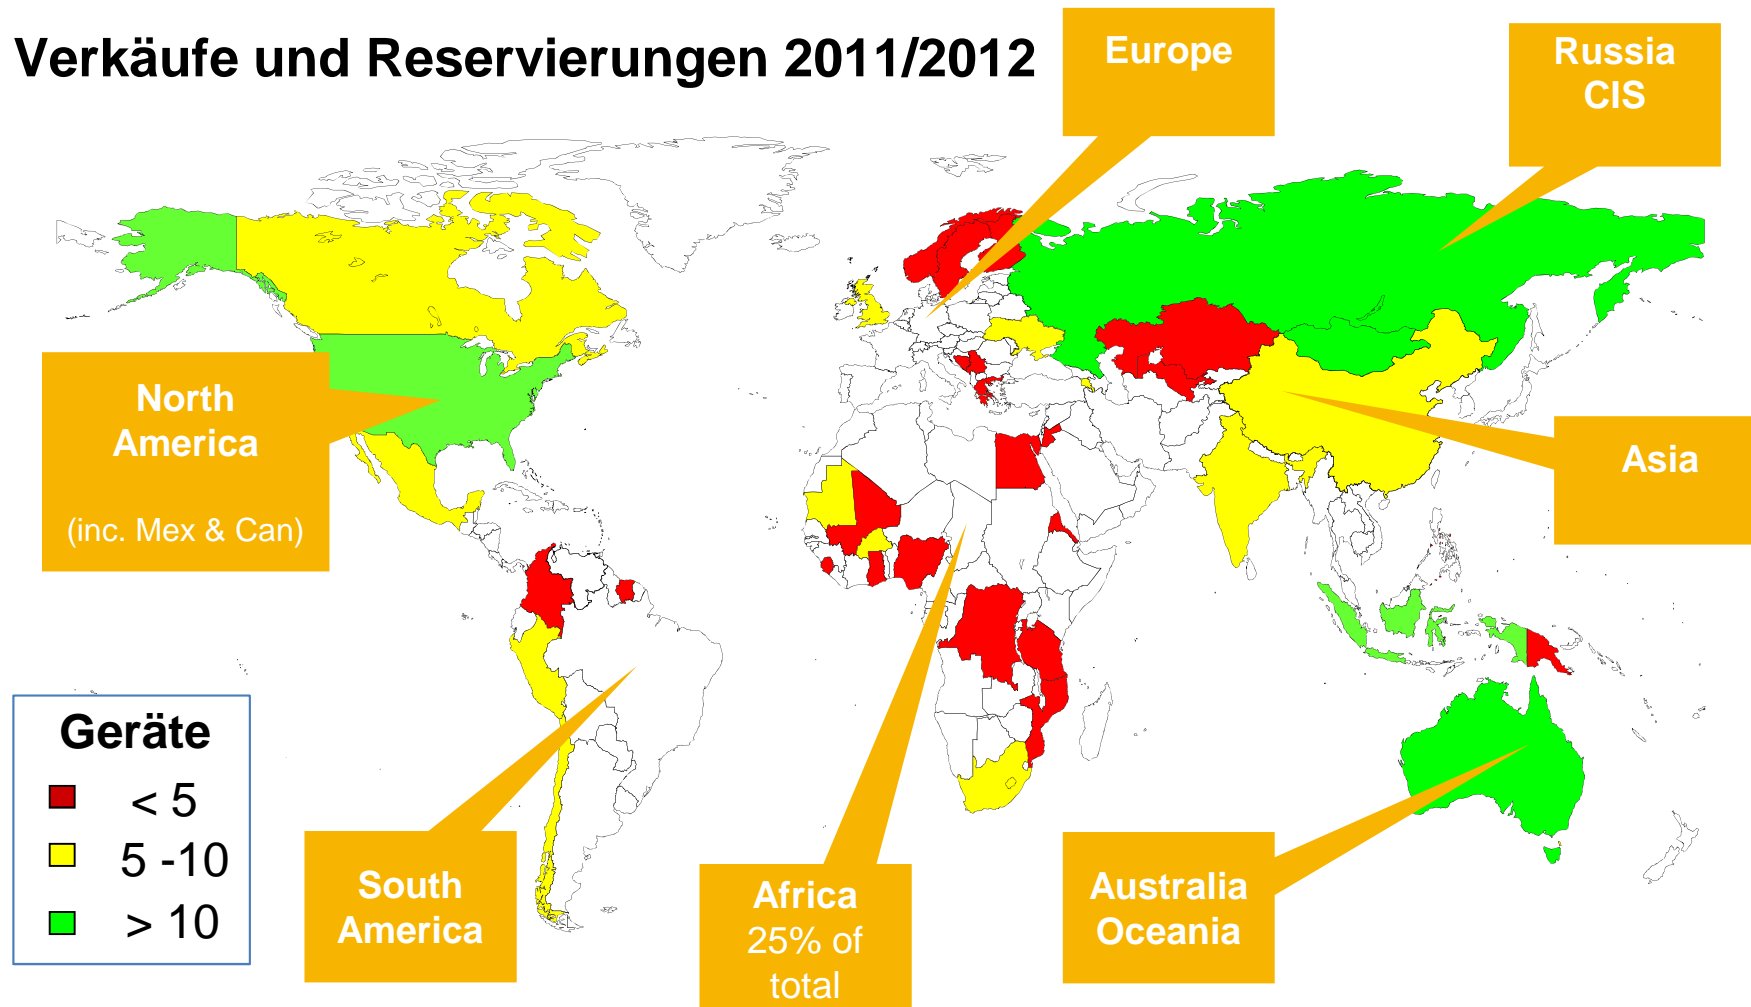 Verkäufe und Reservierungen 2011/2012
Europe
Russia
CIS
North
America
(inc. Mex & Can)
Asia
Geräte
< 5
5 -10
> 10
South
America
Africa
25% of
total
Australia
Oceania